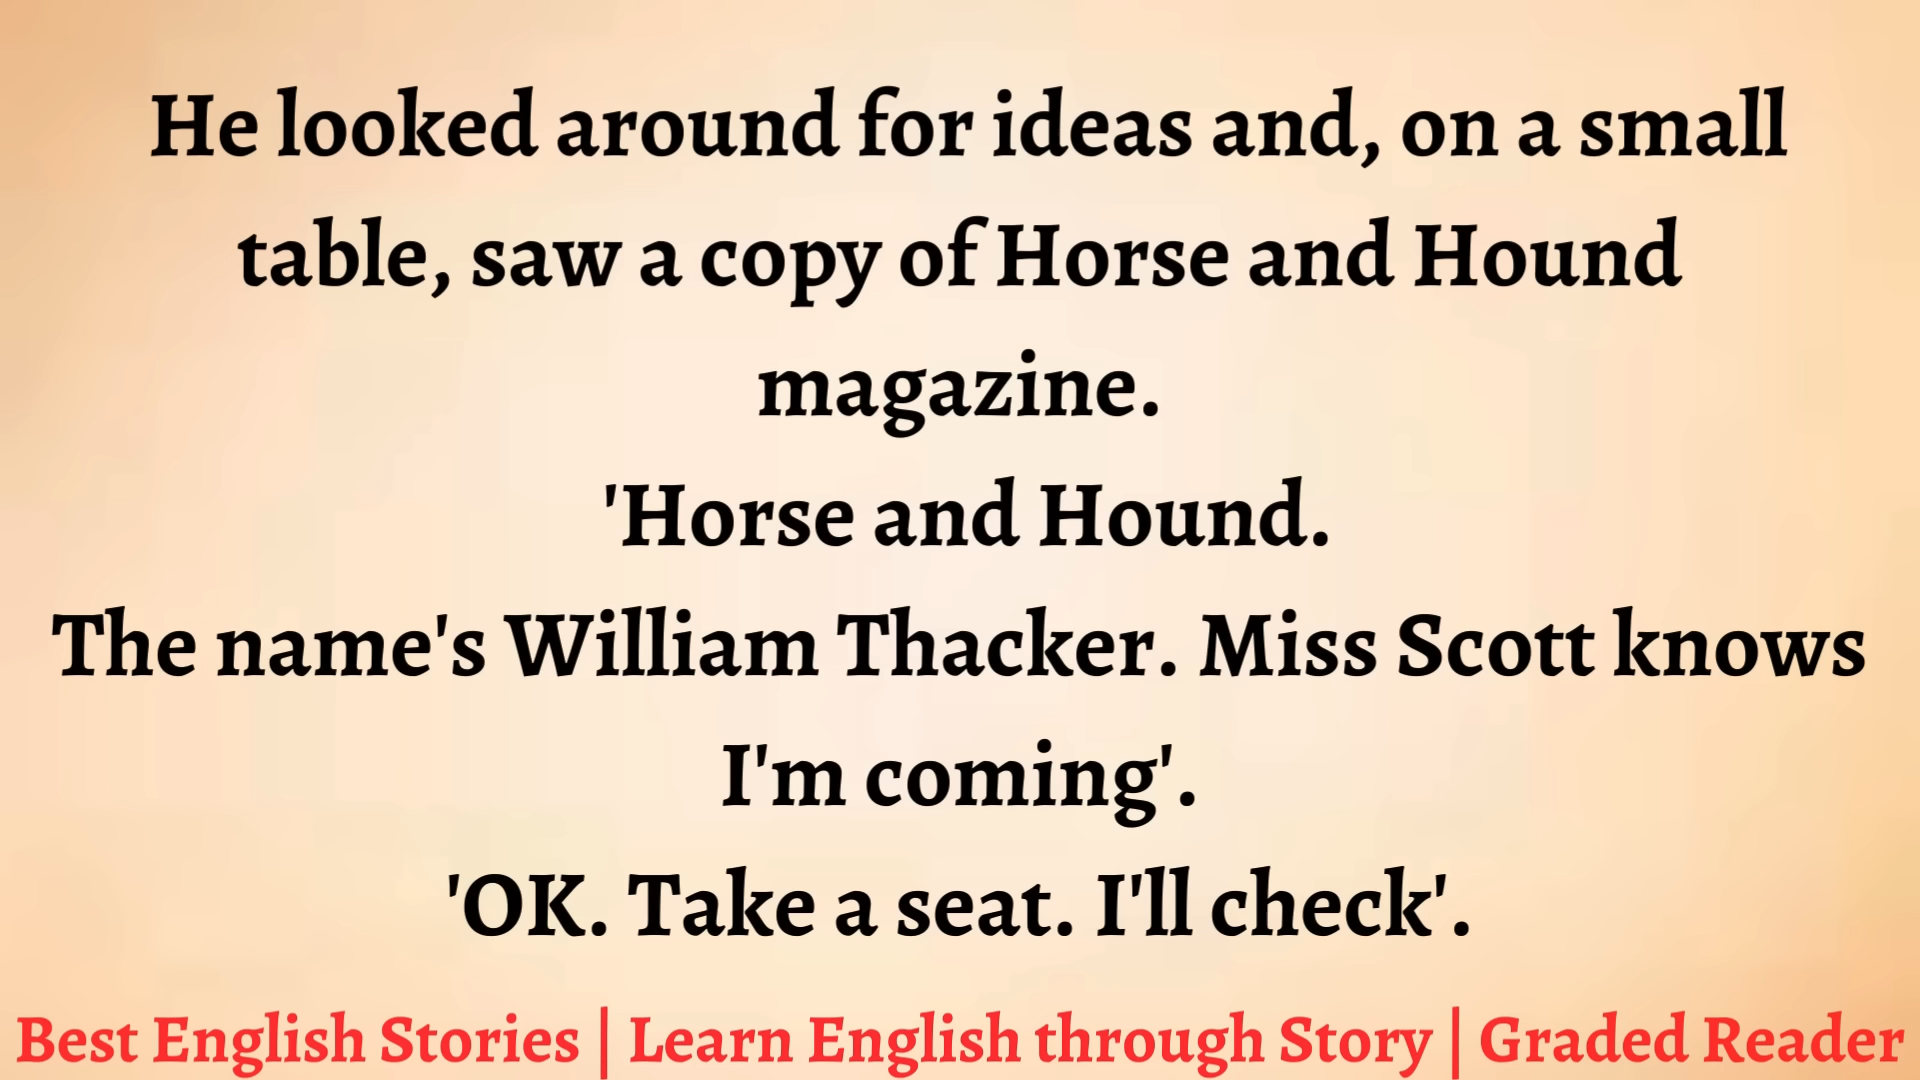 He looked around for ideas and, on a small
table, saw a copy of Horse and Hound
magazine.
'Horse and Hound.
The name's William Thacker. Miss Scott knows
I'm coming'.
'OK. Take a seat. I'll check'.
Best English Stories | Learn English through Story | Graded Reader